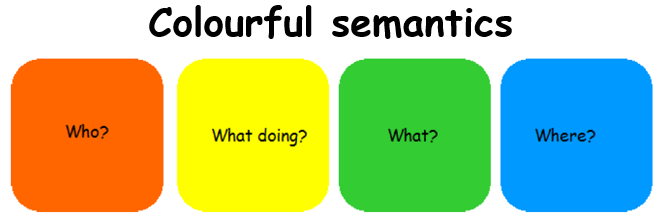 Colourful semantics
Who?
What doing?
What?
Where?